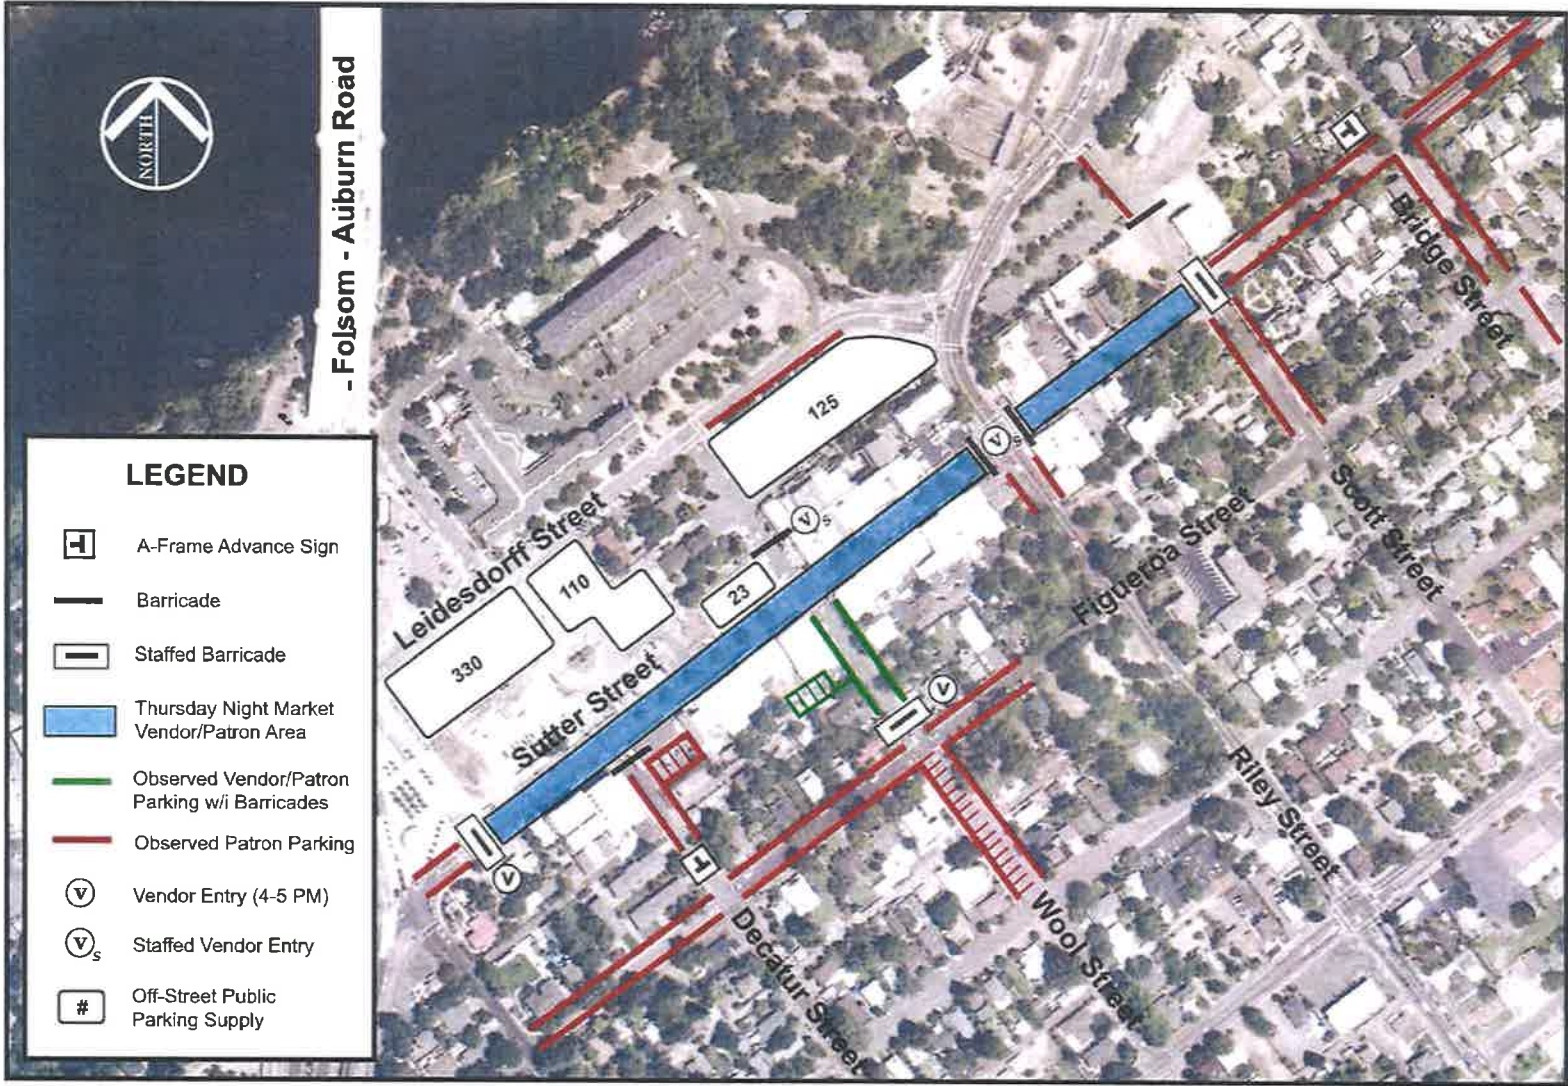 NORTH
- Folsom - Auburn Road
LEGEND
A-Frame Advance Sign
Barricade
Staffed Barricade
Thursday Night Market
Vendor/Patron Area
Observed Vendor/Patron
Parking w/i Barricades
Observed Patron Parking
V
Vendor Entry (4-5 PM)
V S
Staffed Vendor Entry
#
Off-Street Public
Parking Supply
Bridge Street
125
V S
V S
Scott Street
Leidesdorff Street
110
23
330
Figueroa Street
Sutter Street
V
V
Riley Street
Wool Street
Decatur Street